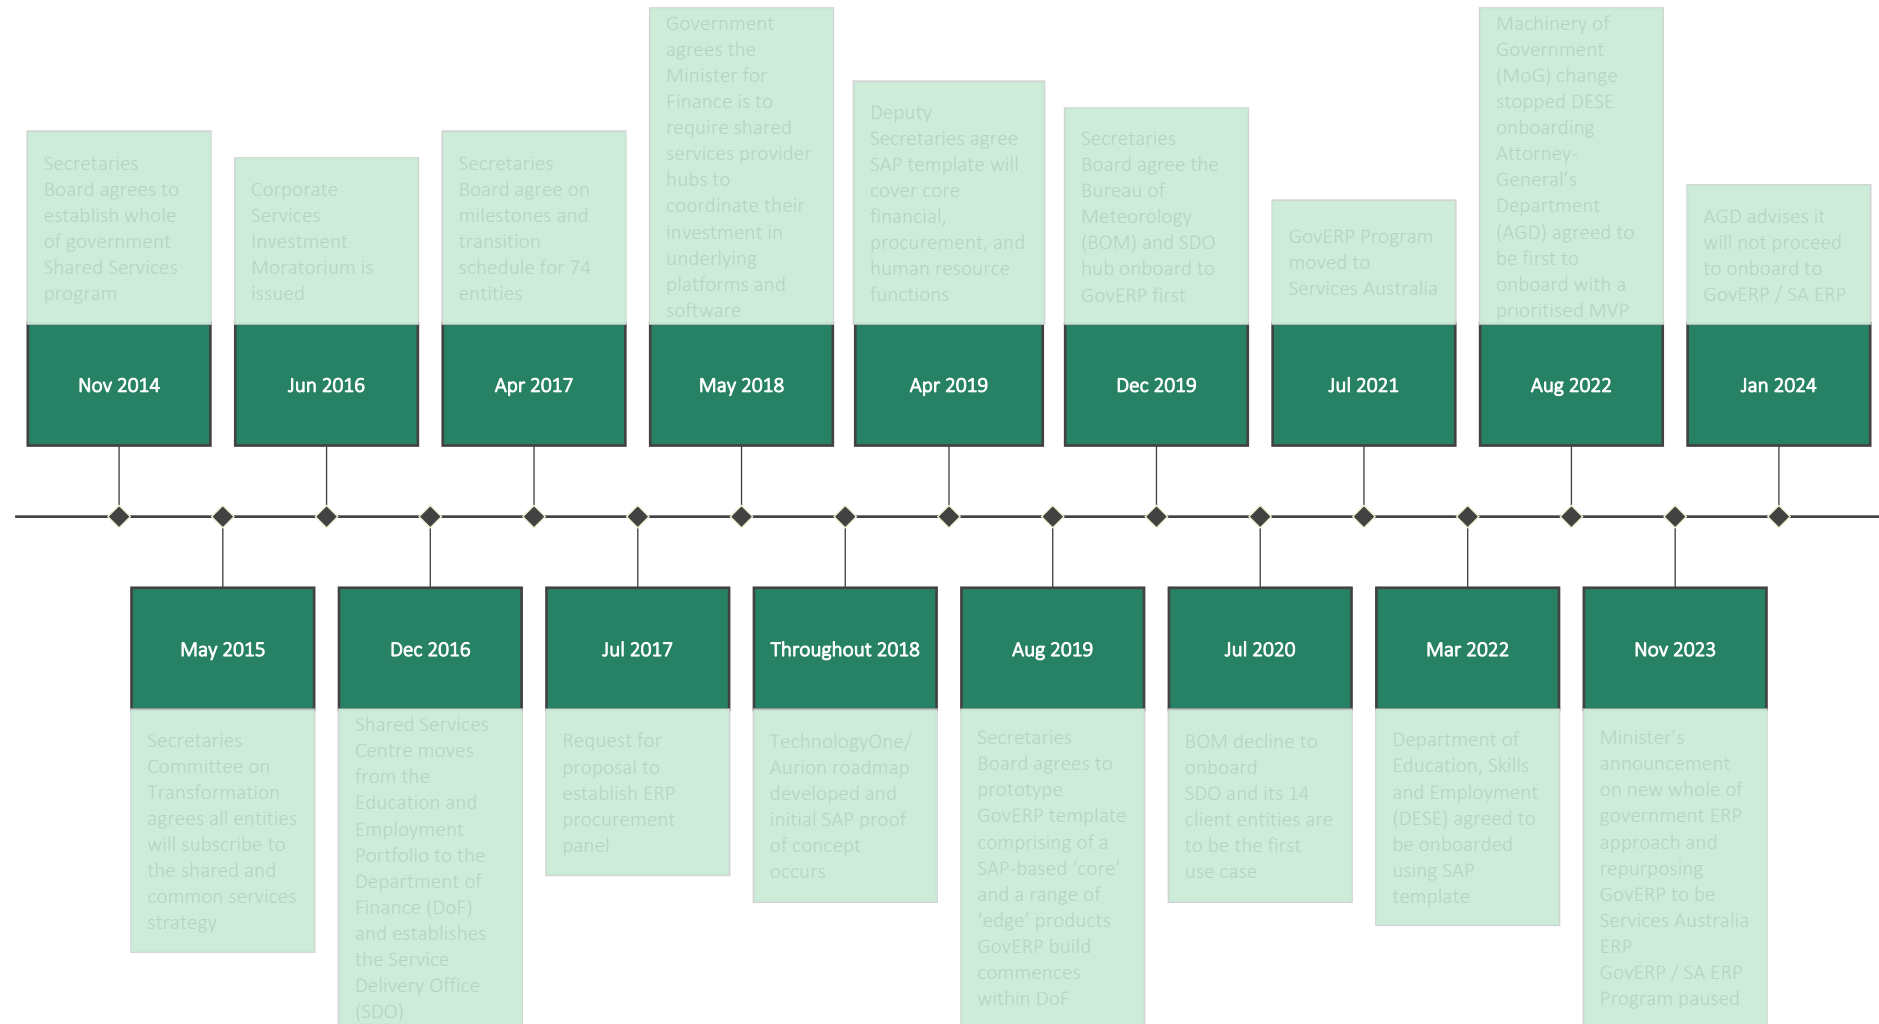 Secretaries
Board agrees to
establish whole
of government
Shared Services
program
Nov 2014
Corporate
Services
Investment
Moratorium is
issued
Jun 2016
Secretaries
Board agree on
milestones and
transition
schedule for 74
entities
Apr 2017
Government
agrees the
Minister for
Finance is to
require shared
services provider
hubs to
coordinate their
investment in
underlying
platforms and
software
May 2018
Deputy
Secretaries agree
SAP template will
cover core
financial,
procurement, and
human resource
functions
Apr 2019
Secretaries
Board agree the
Bureau of
Meteorology
(BOM) and SDO
hub onboard to
GovERP first
Dec 2019
GovERP Program
moved to
Services Australia
Jul 2021
Machinery of
Government
(MoG) change
stopped DESE
onboarding
Attorney-
General’s
Department
(AGD) agreed to
be first to
onboard with a
prioritised MVP
Aug 2022
AGD advises it
will not proceed
to onboard to
GovERP / SA ERP
Jan 2024
May 2015
Secretaries
Committee on
Transformation
agrees all entities
will subscribe to
the shared and
common services
strategy
Dec 2016
Shared Services
Centre moves
from the
Education and
Employment
Portfolio to the
Department of
Finance (DoF)
and establishes
the Service
Delivery Office
(SDO)
Jul 2017
Request for
proposal to
establish ERP
procurement
panel
Throughout 2018
TechnologyOne/
Aurion roadmap
developed and
initial SAP proof
of concept
occurs
Aug 2019
Secretaries
Board agrees to
prototype
GovERP template
comprising of a
SAP-based ‘core’
and a range of
‘edge’ products
GovERP build
commences
within DoF
Jul 2020
BOM decline to
onboard
SDO and its 14
client entities are
to be the first
use case
Mar 2022
Department of
Education, Skills
and Employment
(DESE) agreed to
be onboarded
using SAP
template
Nov 2023
Minister’s
announcement
on new whole of
government ERP
approach and
repurposing
GovERP to be
Services Australia
ERP
GovERP / SA ERP
Program paused